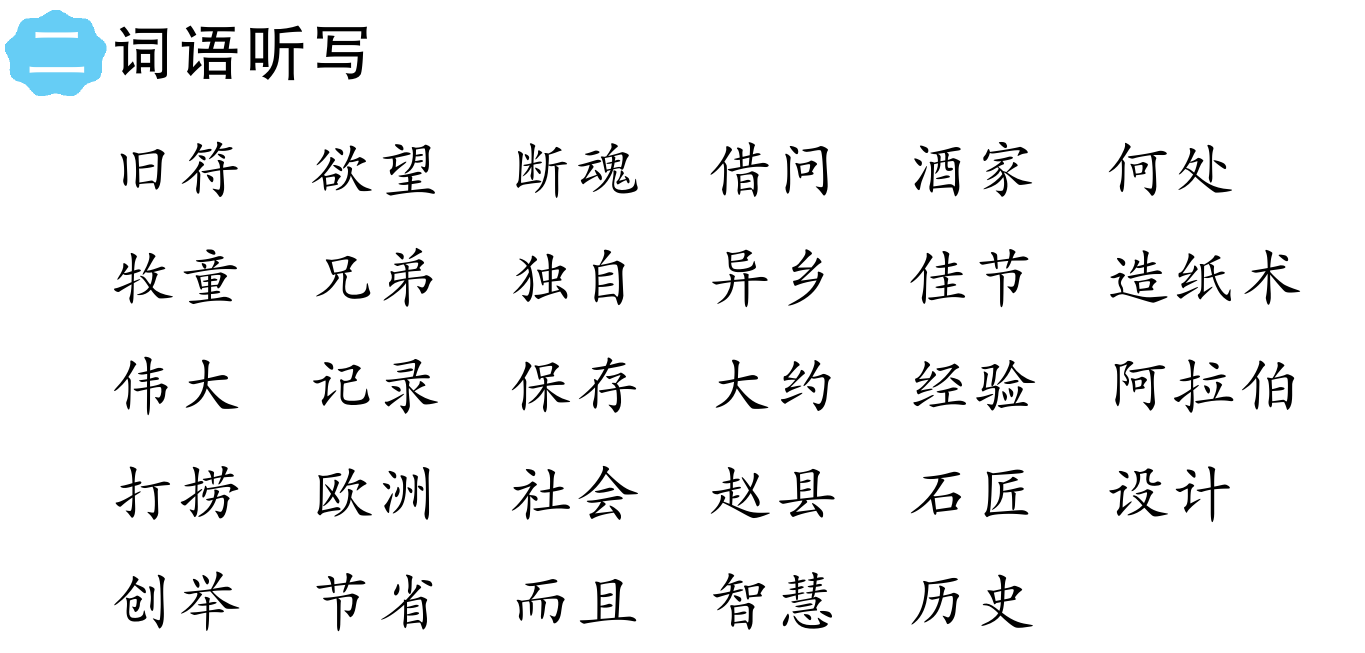 二 词语听写
旧符 欲望 断魂 借问 酒家 何处
牧童 兄弟 独自 异乡 佳节 造纸术
伟大 记录 保存 大约 经验 阿拉伯
打捞 欧洲 社会 赵县 石匠 设计
创举 节省 而且 智慧 历史